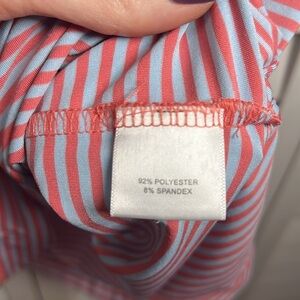 92% POLYESTER
8% SPANDEX